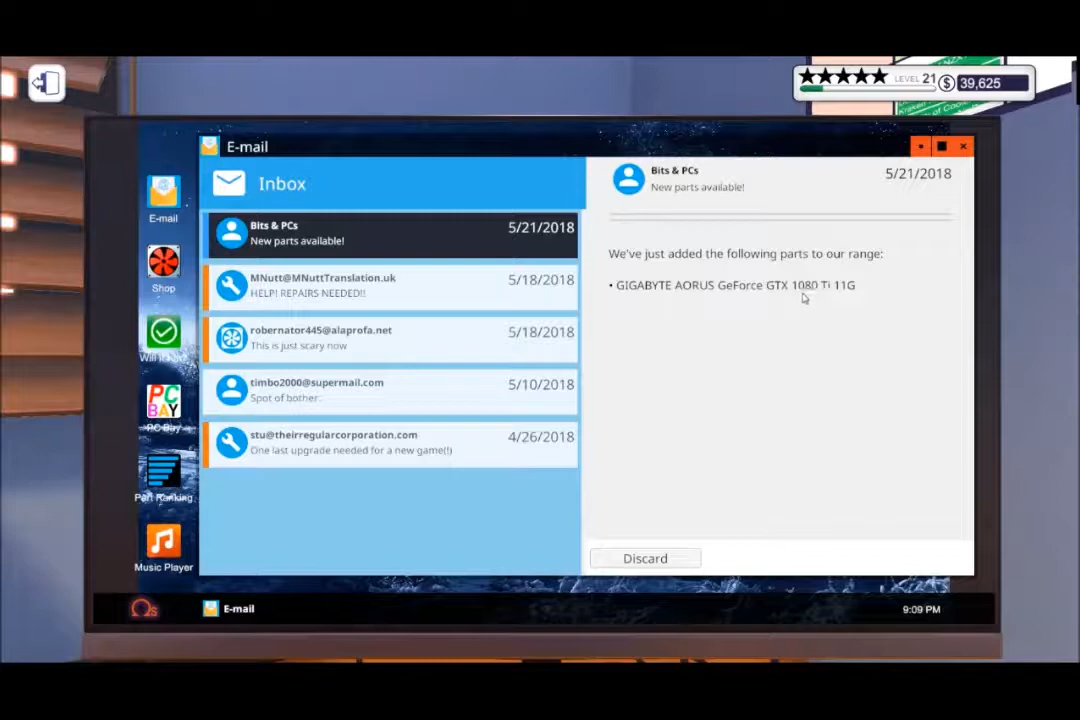 LEVEL 21
$ 39,625
E-mail
Inbox
Bits & PCs
New parts available!
5/21/2018
MNutt@MNuttTranslation.uk
HELP! REPAIRS NEEDED!!
5/18/2018
robernator445@alaprofa.net
This is just scary now
5/18/2018
timbo2000@supermail.com
Spot of bother.
5/10/2018
stu@theirregularcorporation.com
One last upgrade needed for a new game(!)
4/26/2018
Bits & PCs
New parts available!
5/21/2018
We've just added the following parts to our range:
• GIGABYTE AORUS GeForce GTX 1080 Ti 11G
Discard
E-mail
Shop
PC
BAY
PC Bay
Part Ranking
Music Player
Ωs
E-mail
9:09 PM